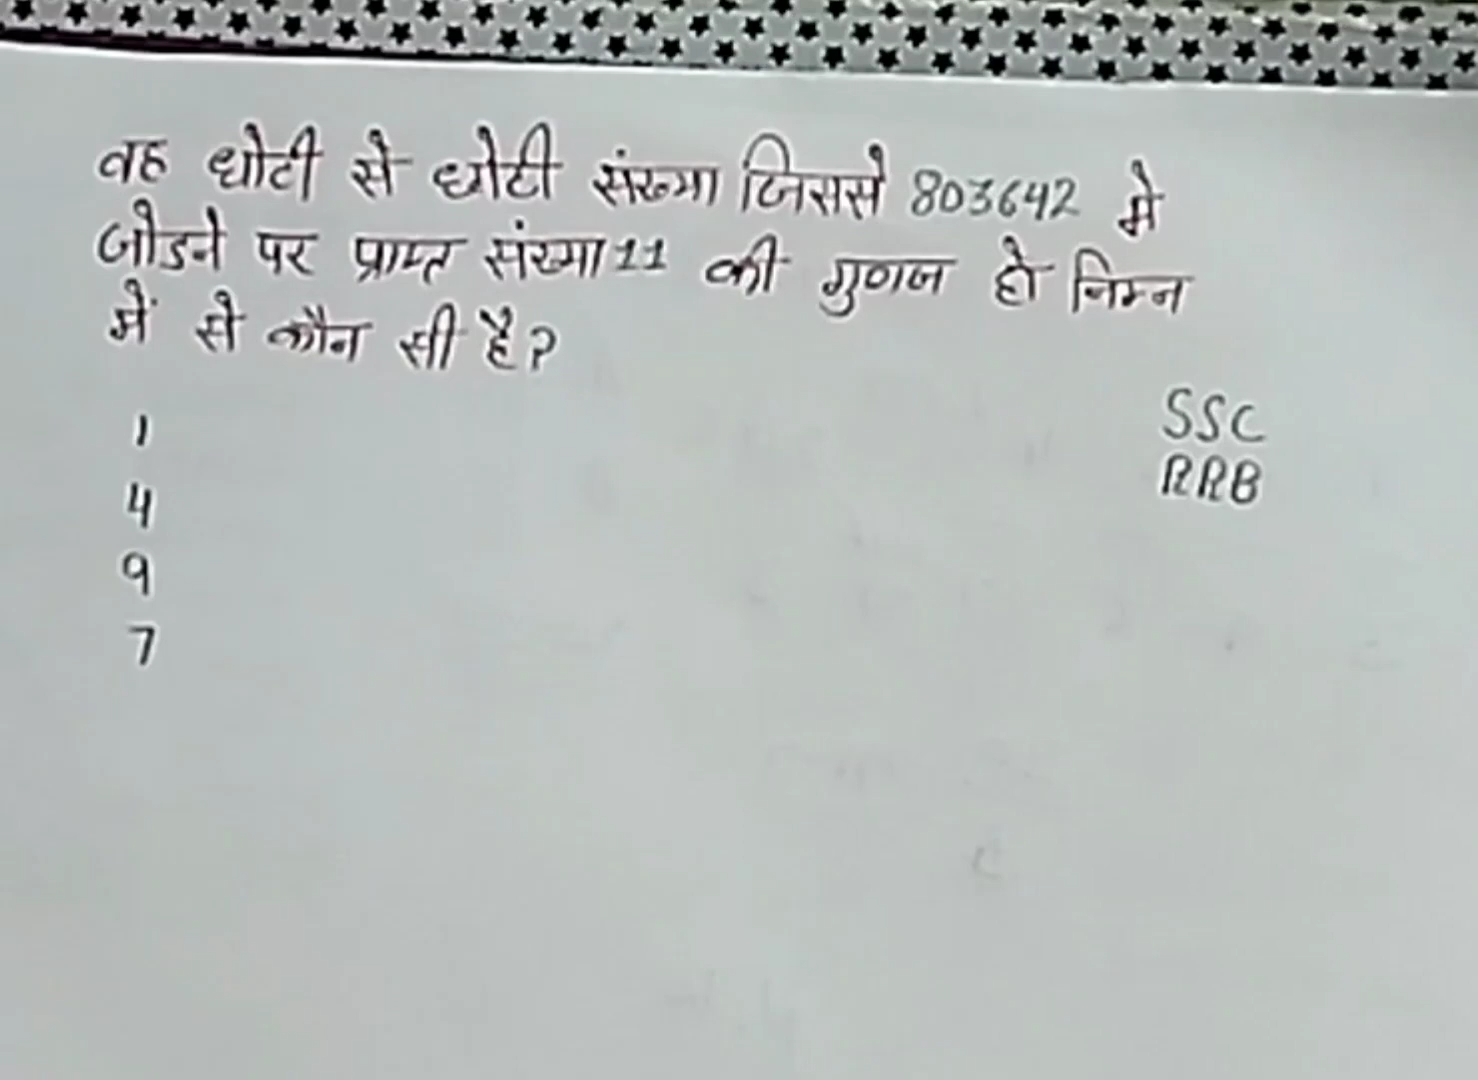 वह छोटी से छोटी संख्या जिससे 803642 मे
जोडने पर प्राप्त संख्या 11 की गुणज हो निम्न
में से कौन सी है?
1
4
9
7
SSC
RRB